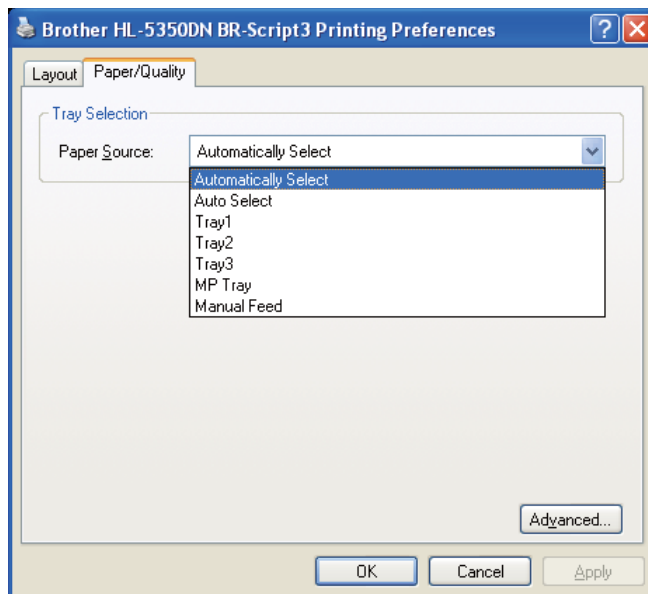 Brother HL-5350DN BR-Script3 Printing Preferences
Layout Paper/Quality
Tray Selection
Paper Source: Automatically Select
Automatically Select
Auto Select
Tray1
Tray2
Tray3
MP Tray
Manual Feed
Advanced...
OK Cancel Apply